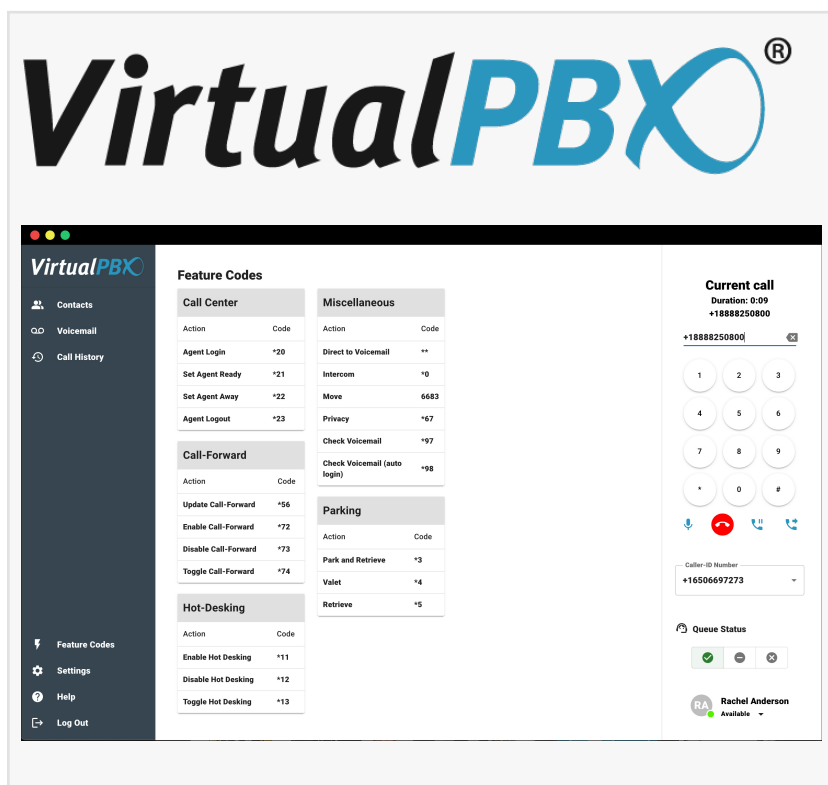 VirtualPBX®
VirtualPBX
Contacts
Voicemail
Call History
Feature Codes
Settings
Help
Log Out
Feature Codes
Call Center
Action Code
Agent Login *20
Set Agent Ready *21
Set Agent Away *22
Agent Logout *23
Call-Forward
Action Code
Update Call-Forward *56
Enable Call-Forward *72
Disable Call-Forward *73
Toggle Call-Forward *74
Hot-Desking
Action Code
Enable Hot Desking *11
Disable Hot Desking *12
Toggle Hot Desking *13
Miscellaneous
Action Code
Direct to Voicemail **
Intercom *0
Move 6683
Privacy *67
Check Voicemail *97
Check Voicemail (auto
login) *98
Parking
Action Code
Park and Retrieve *3
Valet *4
Retrieve *5
Current call
Duration: 0:09
+18888250800
+18888250800
1 2 3
4 5 6
7 8 9
* 0 #
Caller-ID Number
+16506697273
Queue Status
RA Rachel Anderson
Available